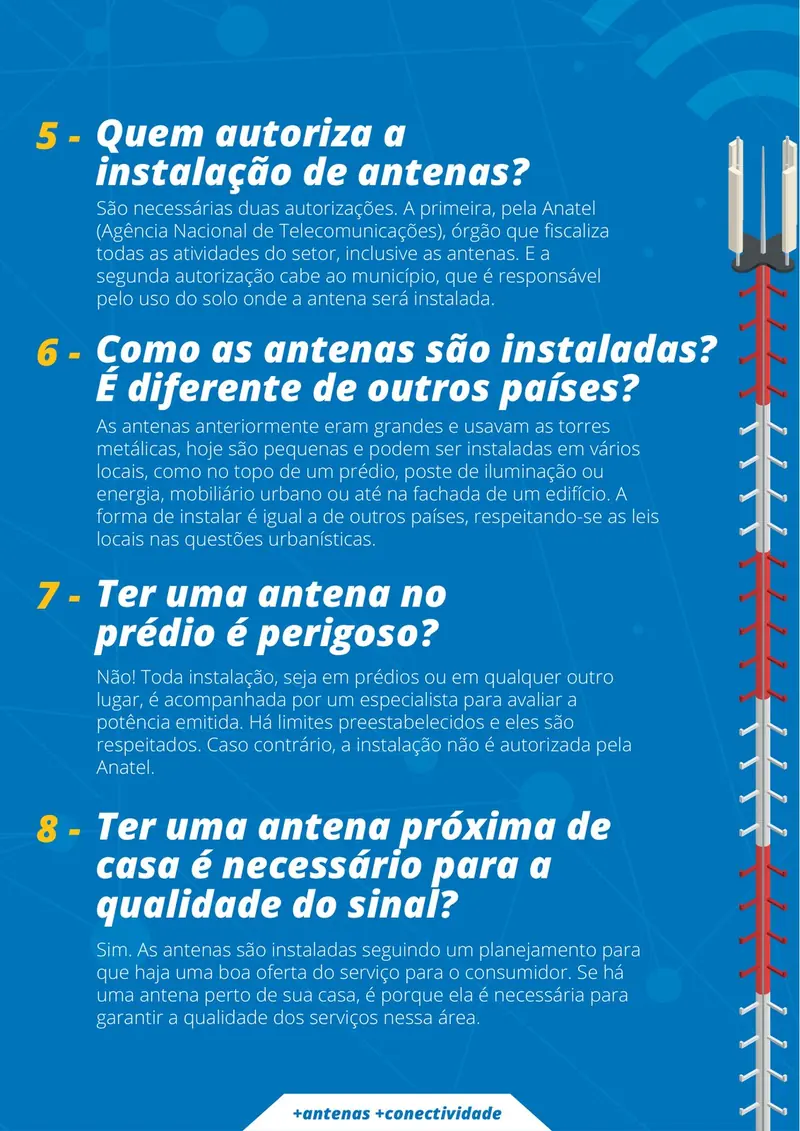 5 - Quem autoriza a
instalação de antenas?
São necessárias duas autorizações. A primeira, pela Anatel
(Agência Nacional de Telecomunicações), órgão que fiscaliza
todas as atividades do setor, inclusive as antenas. E a
segunda autorização cabe ao município, que é responsável
pelo uso do solo onde a antena será instalada.
6 - Como as antenas são instaladas?
É diferente de outros países?
As antenas anteriormente eram grandes e usavam as torres
metálicas, hoje são pequenas e podem ser instaladas em vários
locais, como no topo de um prédio, poste de iluminação ou
energia, mobiliário urbano ou até na fachada de um edifício. A
forma de instalar é igual a de outros países, respeitando-se as leis
locais nas questões urbanísticas.
7 - Ter uma antena no
prédio é perigoso?
Não! Toda instalação, seja em prédios ou em qualquer outro
lugar, é acompanhada por um especialista para avaliar a
potência emitida. Há limites preestabelecidos e eles são
respeitados. Caso contrário, a instalação não é autorizada pela
Anatel.
8 - Ter uma antena próxima de
casa é necessário para a
qualidade do sinal?
Sim. As antenas são instaladas seguindo um planejamento para
que haja uma boa oferta do serviço para o consumidor. Se há
uma antena perto de sua casa, é porque ela é necessária para
garantir a qualidade dos serviços nessa área.
+antenas +conectividade